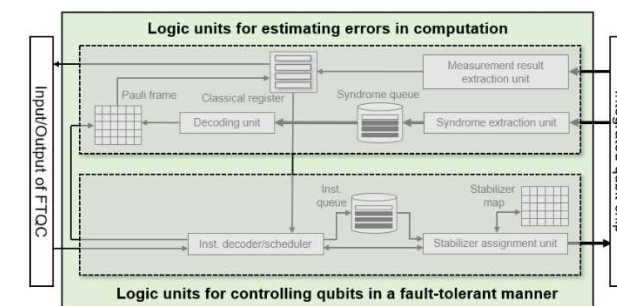 Logic units for estimating errors in computation
Measurement result
extraction unit
Pauli frame
Classical register
Syndrome queue
Decoding unit
Syndrome extraction unit
Input/Output of FTQC
Inst.
queue
Stabilizer
map
Inst. decoder/scheduler
Stabilizer assignment unit
Logic units for controlling qubits in a fault-tolerant manner